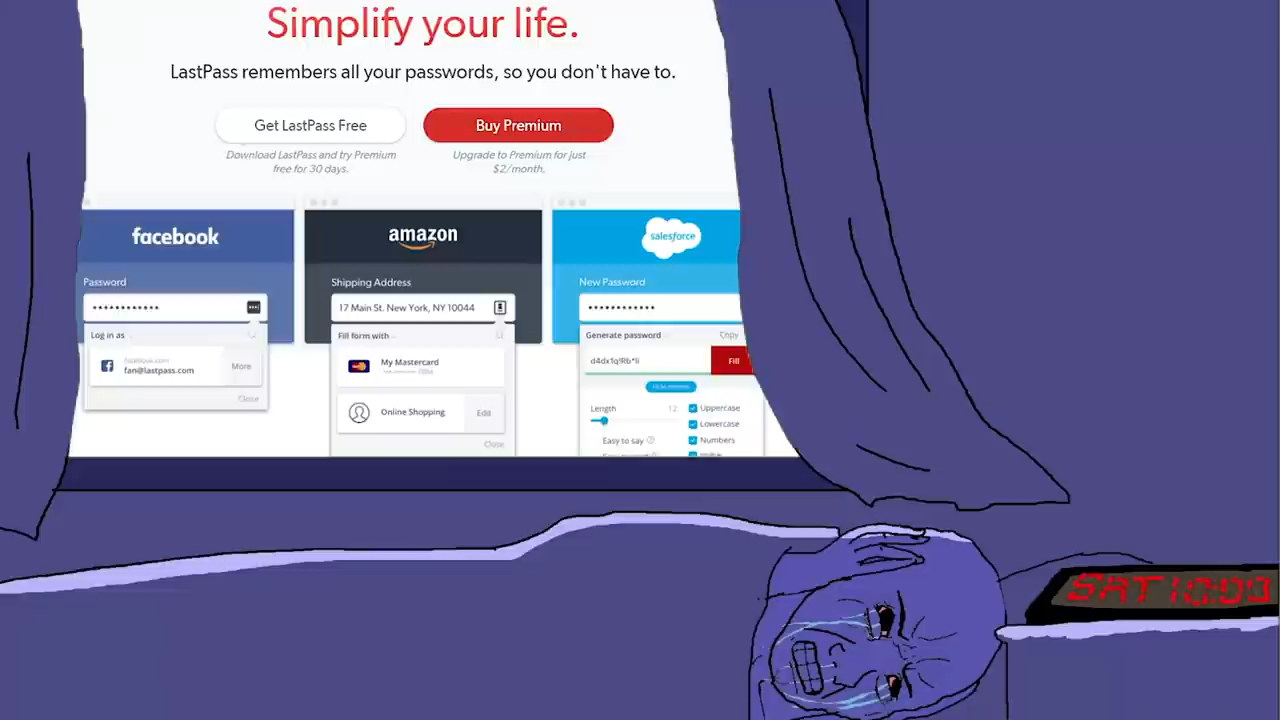 Simplify your life.
LastPass remembers all your passwords, so you don't have to.
Get LastPass Free
Buy Premium
Download LastPass and try Premium
free for 30 days.
Upgrade to Premium for just
$2/month.
facebook
amazon
salesforce
Password
Shipping Address
New Password
17 Main St. New York, NY 10044
Log in as
Fill form with
Generate password
Copy
fan@lastpass.com
More
My Mastercard
d4dx1q!Rb*li
Fill
Close
Online Shopping
Edit
Length
12
Uppercase
Lowercase
Easy to say
Numbers
Close
SAT 10:00